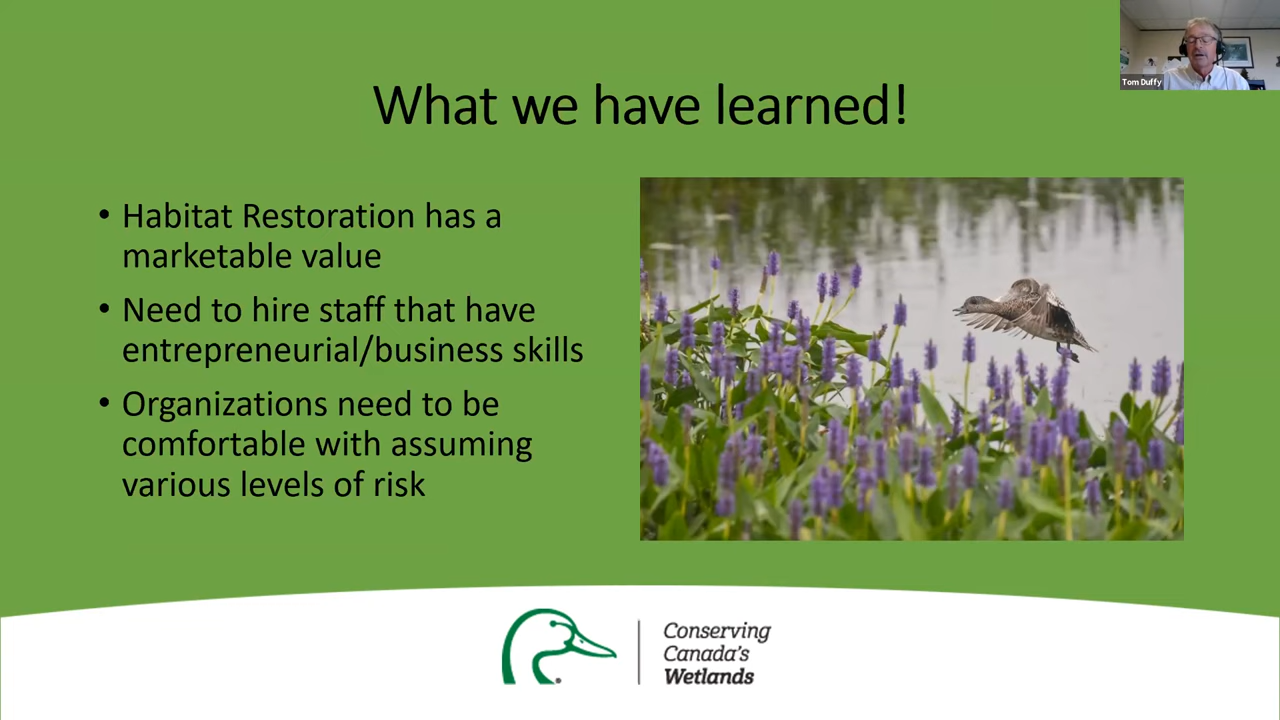 Tom Duffy
What we have learned!
• Habitat Restoration has a
marketable value
• Need to hire staff that have
entrepreneurial/business skills
• Organizations need to be
comfortable with assuming
various levels of risk
Conserving
Canada's
Wetlands